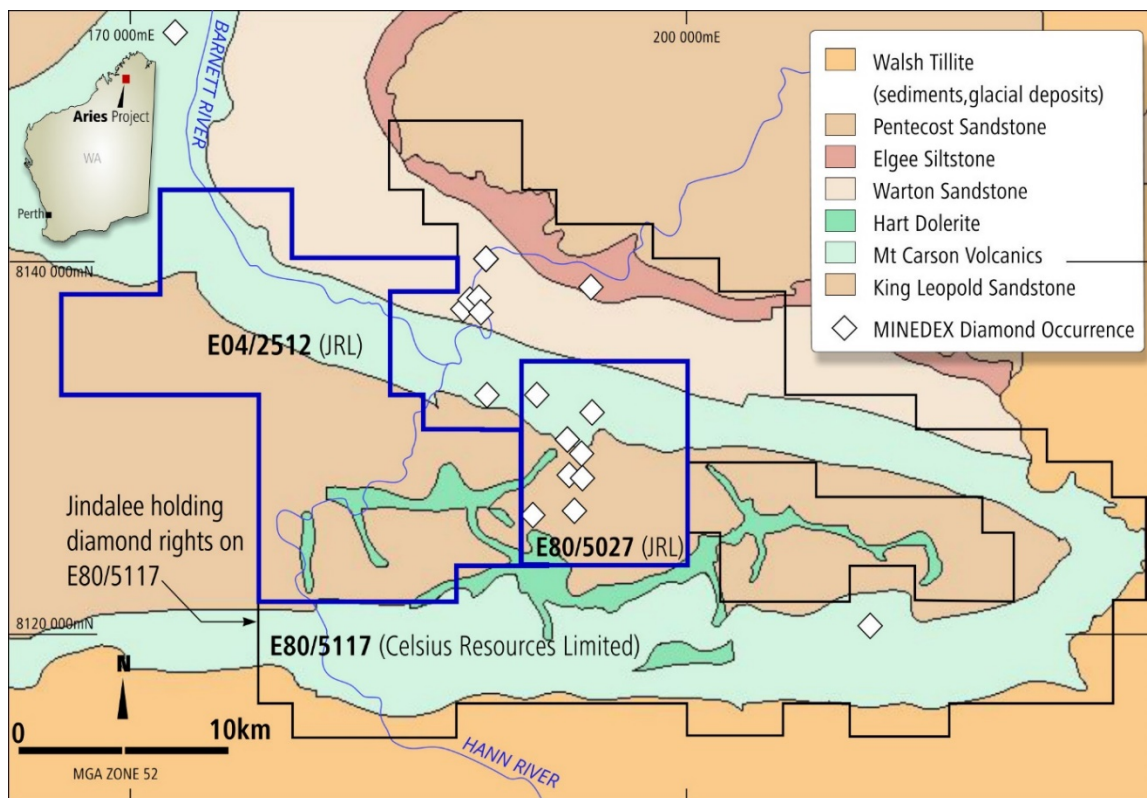 170 000mE
200 000mE
BARNETT RIVER
Aries Project
WA
Perth
8140 000mN
Walsh Tillite
(sediments,glacial deposits)
Pentecost Sandstone
Elgee Siltstone
Warton Sandstone
Hart Dolerite
Mt Carson Volcanics
King Leopold Sandstone
MINEDEX Diamond Occurrence
E04/2512 (JRL)
Jindalee holding
diamond rights on
E80/5117
E80/5027 (JRL)
8120 000mN
E80/5117 (Celsius Resources Limited)
N
0 10km
MGA ZONE 52
HANN RIVER